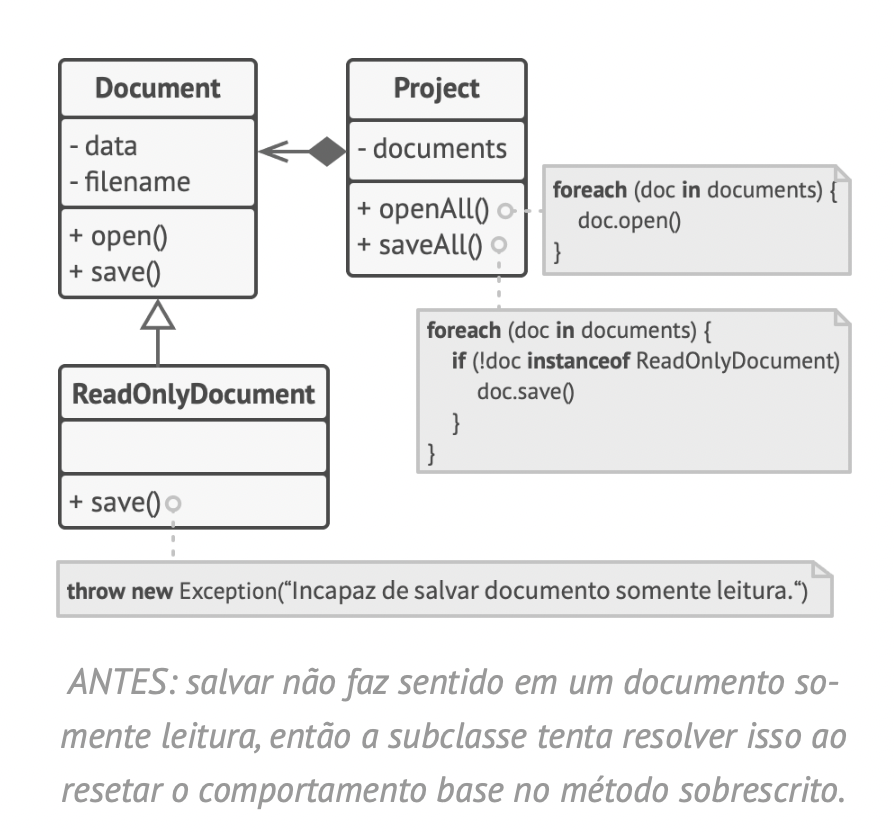 Document
- data
- filename
+ open()
+ save()
Project
- documents
+ openAll()
+ saveAll()
foreach (doc in documents) {
doc.open()
}
foreach (doc in documents) {
if (!doc instanceof ReadOnlyDocument)
doc.save()
}
}
ReadOnlyDocument
+ save()
throw new Exception(“Incapaz de salvar documento somente leitura.“)
ANTES: salvar não faz sentido em um documento so-
mente leitura, então a subclasse tenta resolver isso ao
resetar o comportamento base no método sobrescrito.